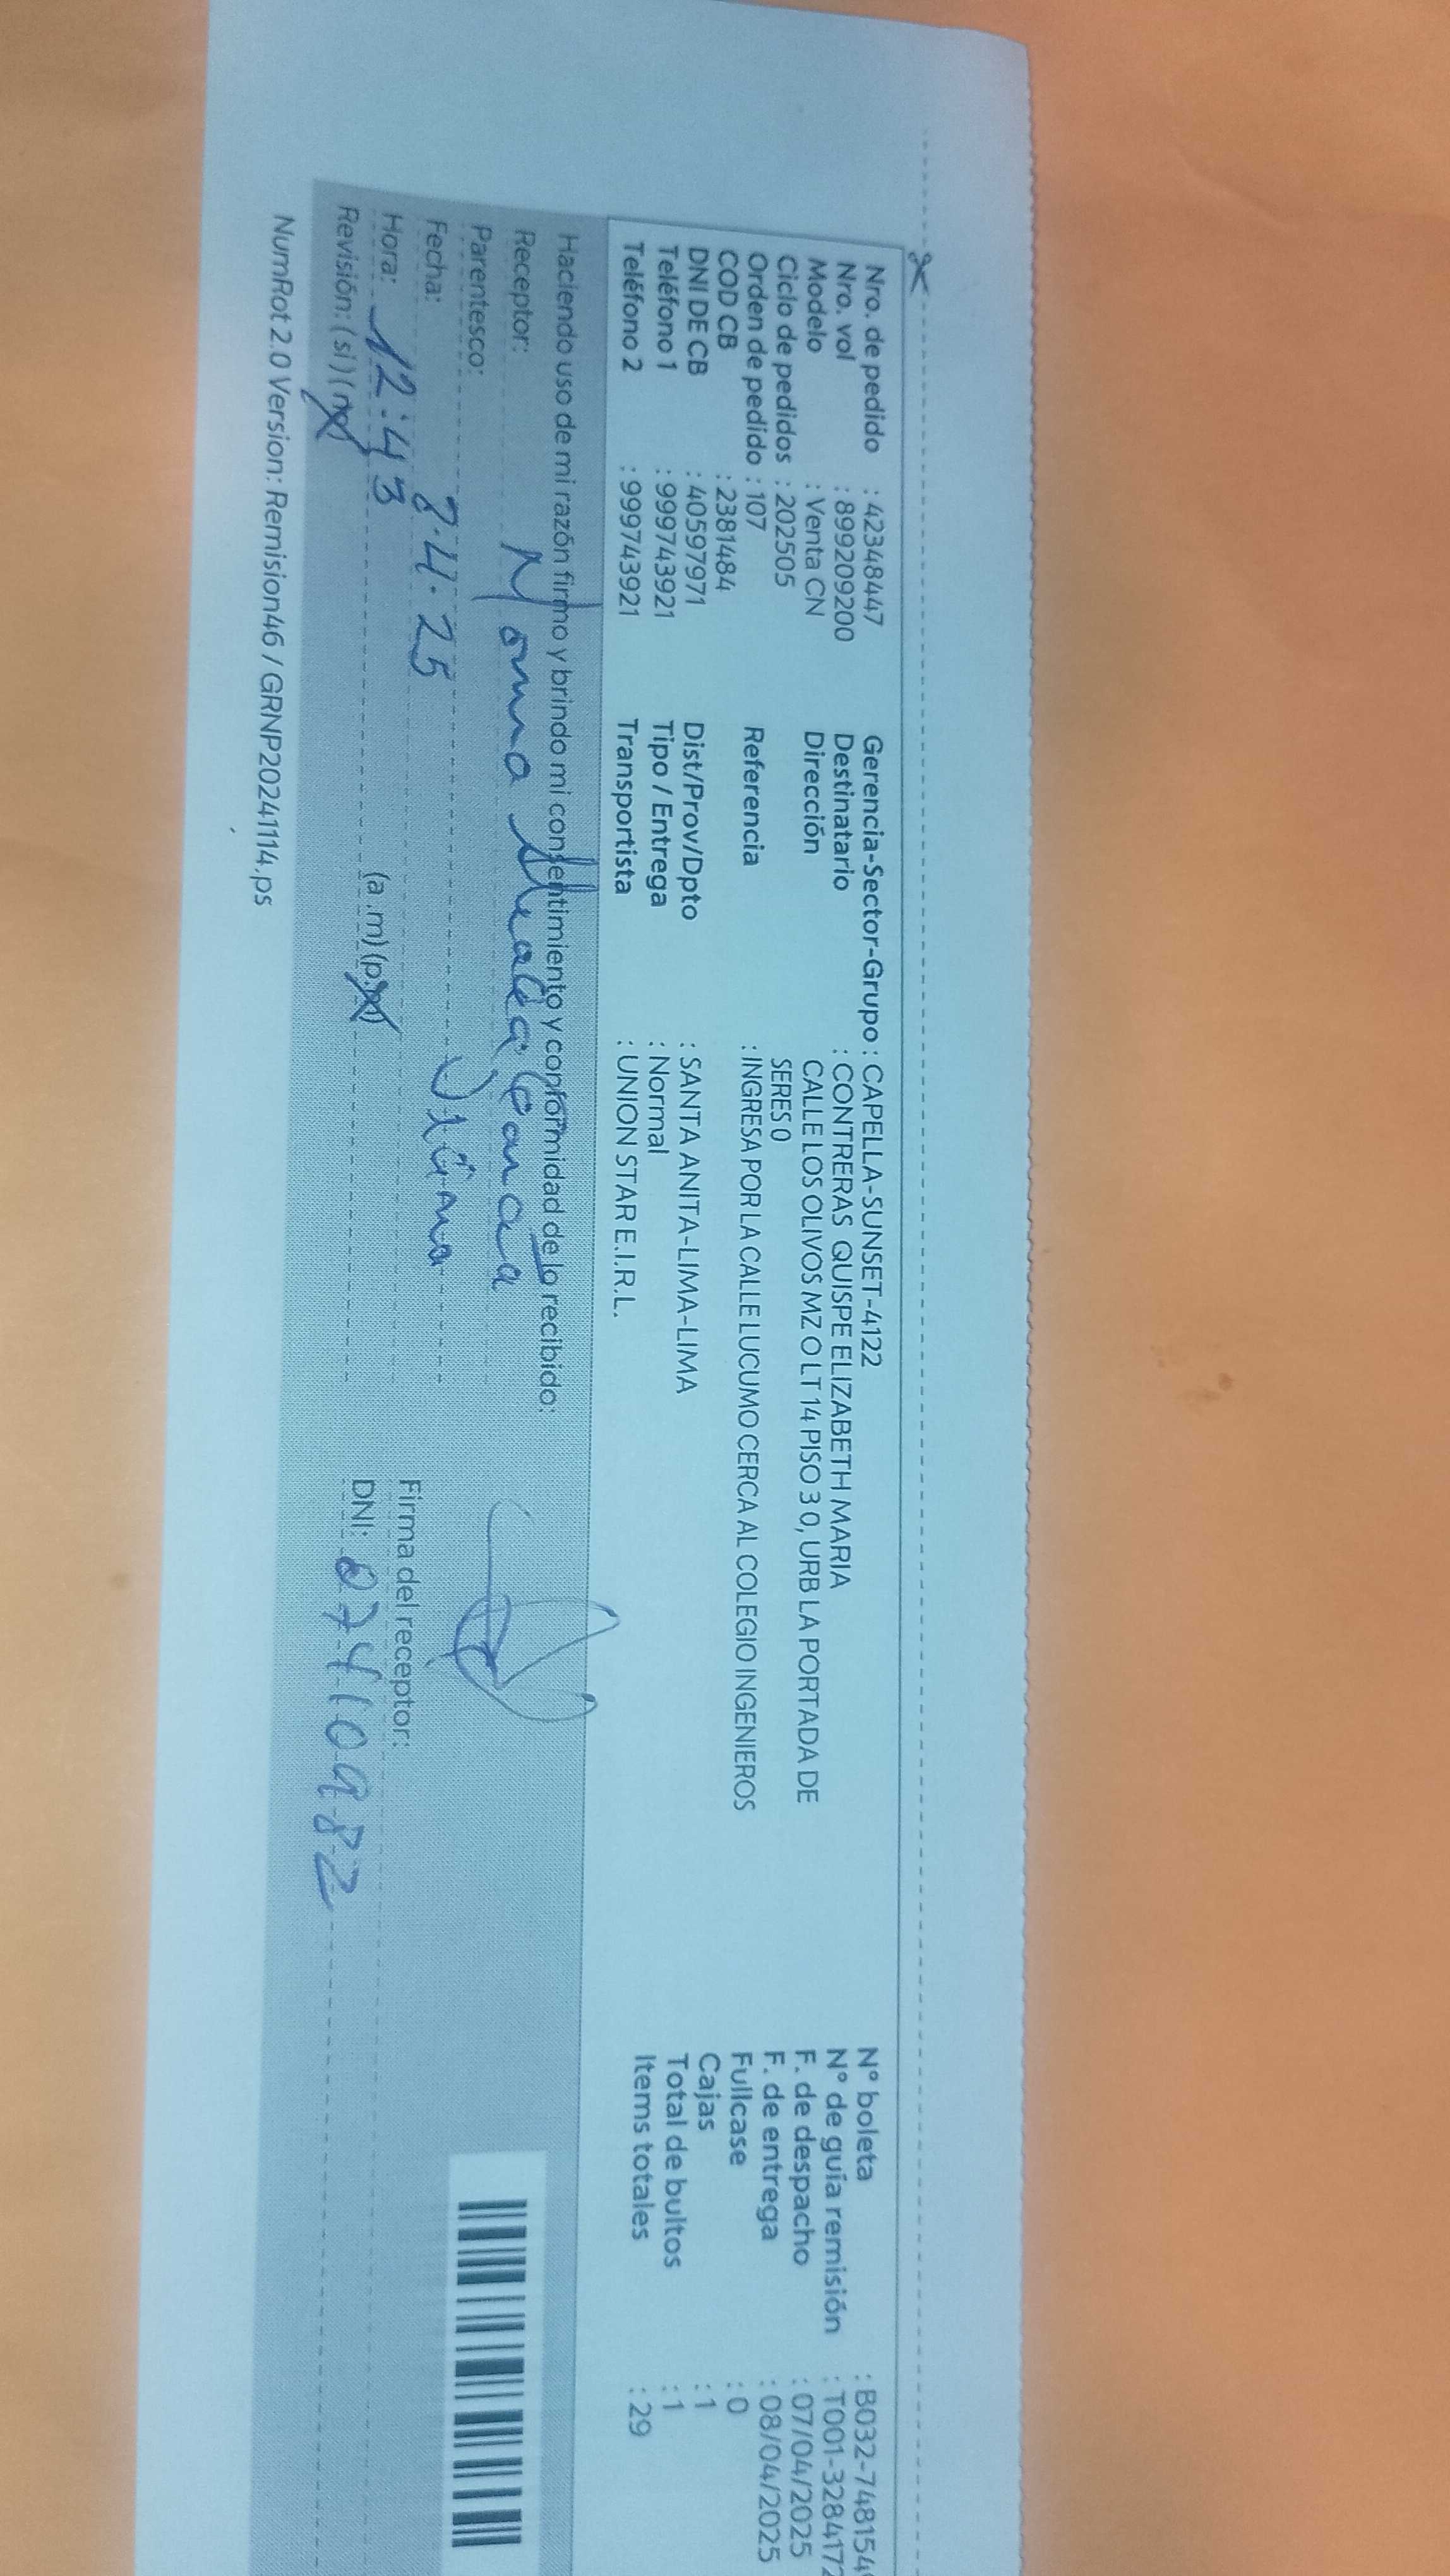 Nro. de pedido : 42348447 Gerencia-Sector-Grupo : CAPELLA-SUNSET-4122 N° boleta : B032-748154
Nro. vol : 899209200 Destinatario : CONTRERAS QUISPE ELIZABETH MARIA N° de guía remisión : T001-3284172
Modelo : Venta CN Dirección CALLE LOS OLIVOS MZ O LT 14 PISO 3 0, URB LA PORTADA DE F. de despacho : 07/04/2025
Ciclo de pedidos : 202505 SERES 0 F. de entrega : 08/04/2025
Orden de pedido : 107 Referencia : INGRESA POR LA CALLE LUCUMO CERCA AL COLEGIO INGENIEROS Fullcase : 0
COD CB : 2381484 Cajas : 1
DNI DE CB : 40597971 Dist/Prov/Dpto : SANTA ANITA-LIMA-LIMA Total de bultos : 1
Teléfono 1 : 999743921 Tipo / Entrega : Normal Items totales : 29
Teléfono 2 : 999743921 Transportista : UNION STAR E.I.R.L.
Haciendo uso de mi razón firmo y brindo mi consentimiento y conformidad de lo recibido:
Receptor:
Parentesco:
Fecha: 8.4.25
Hora: 12:43 (a.m) (p.m) Firma del receptor:
Revisión: (si) (no) DNI:
NumRot 2.0 Version: Remision46 / GRNP20241114.ps